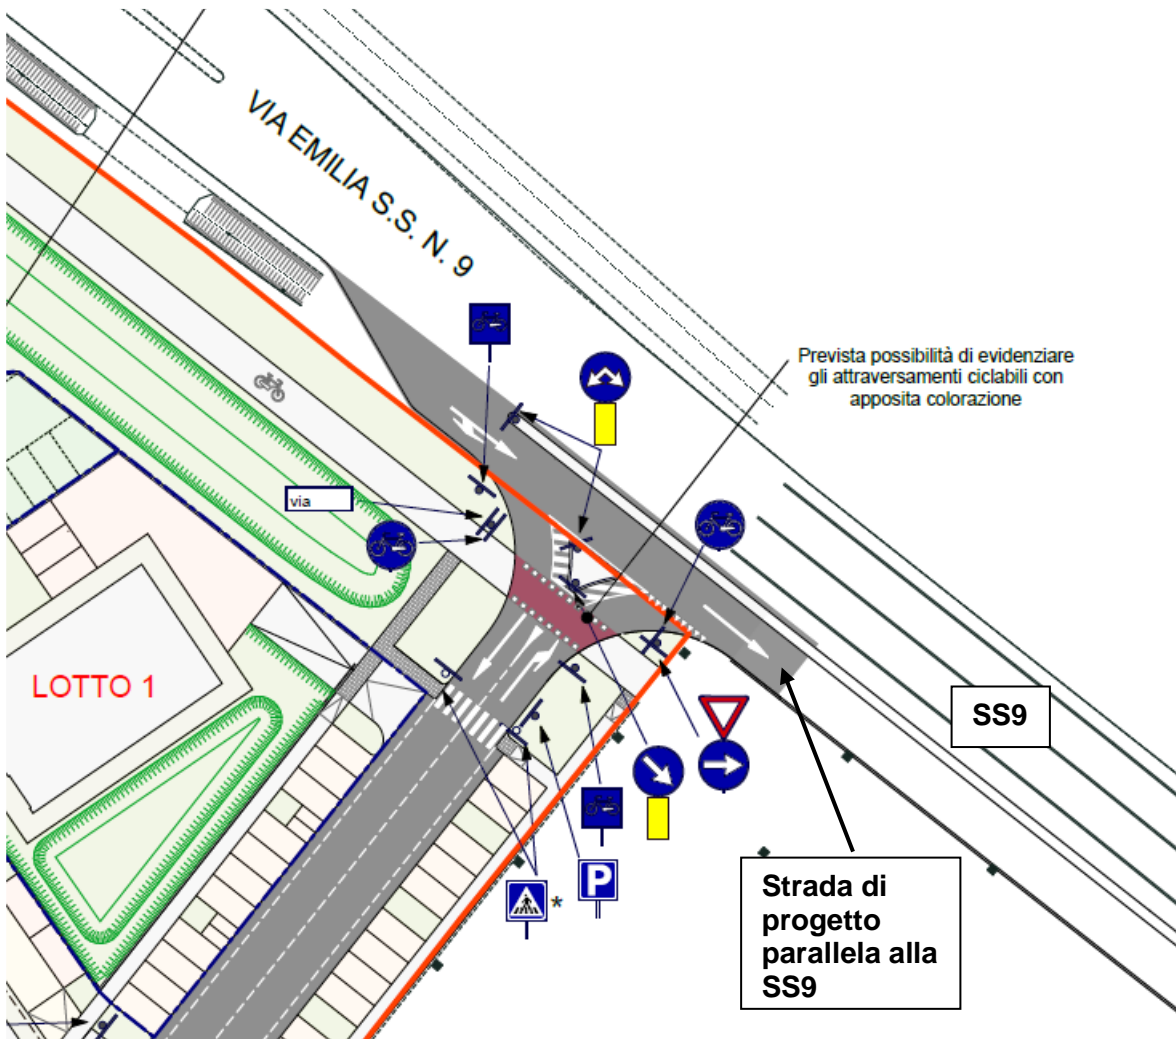 VIA EMILIA S.S. N. 9
Prevista possibilità di evidenziare
gli attraversamenti ciclabili con
apposita colorazione
via
LOTTO 1
SS9
P
*
Strada di
progetto
parallela alla
SS9